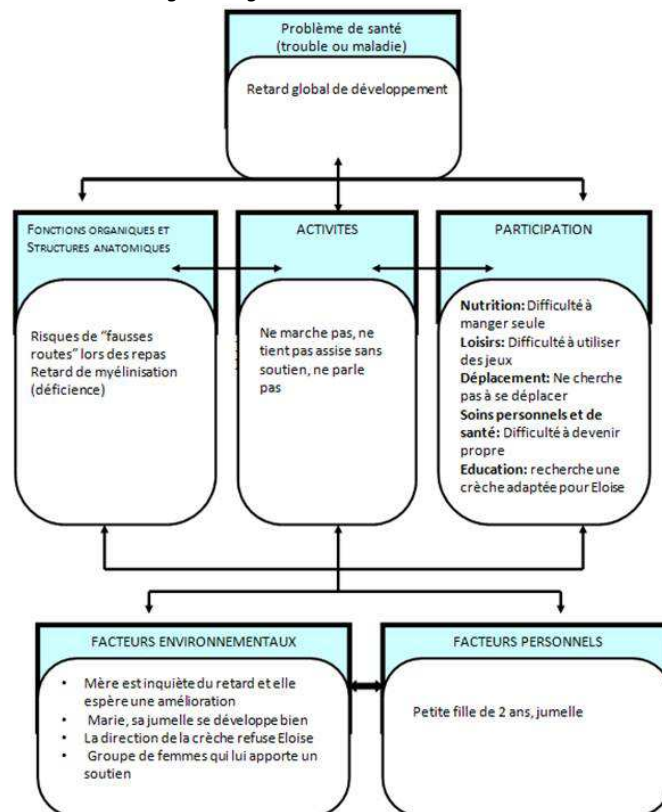 Problème de santé
(trouble ou maladie)
Retard global de développement
FONCTIONS ORGANIQUES ET
STRUCTURES ANATOMIQUES
ACTIVITES
PARTICIPATION
Risques de “fausses
routes” lors des repas
Retard de myélinisation
(déficience)
Ne marche pas, ne
tient pas assise sans
soutien, ne parle
pas
Nutrition: Difficulté à
manger seule
Loisirs: Difficulté à utiliser
des jeux
Déplacement: Ne cherche
pas à se déplacer
Soins personnels et de
santé: Difficulté à devenir
propre
Education: recherche une
crèche adaptée pour Eloise
FACTEURS ENVIRONNEMENTAUX
FACTEURS PERSONNELS
• Mère est inquiète du retard et elle
espère une amélioration
• Marie, sa jumelle se développe bien
• La direction de la crèche refuse Eloise
• Groupe de femmes qui lui apporte un
soutien
Petite fille de 2 ans, jumelle